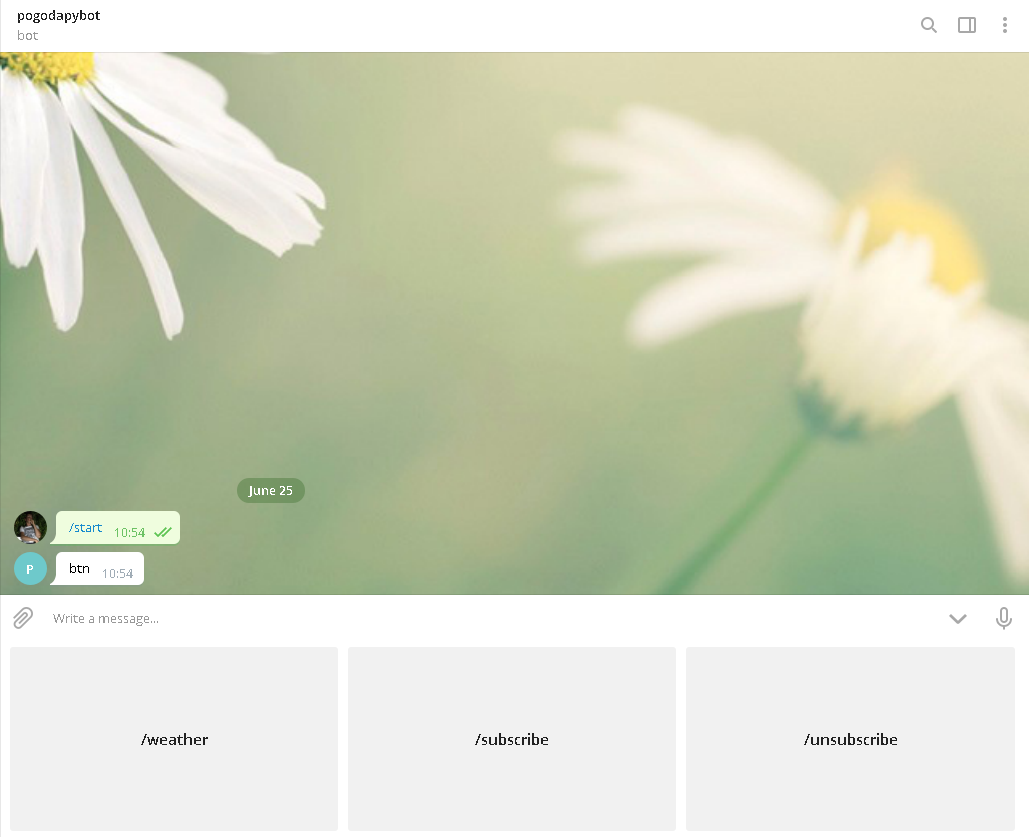 pogodapybot
bot
June 25
/start 10:54
P
btn 10:54
Write a message...
/weather
/subscribe
/unsubscribe